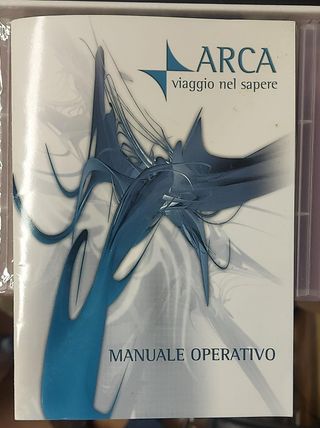 ARCA
viaggio nel sapere
MANUALE OPERATIVO